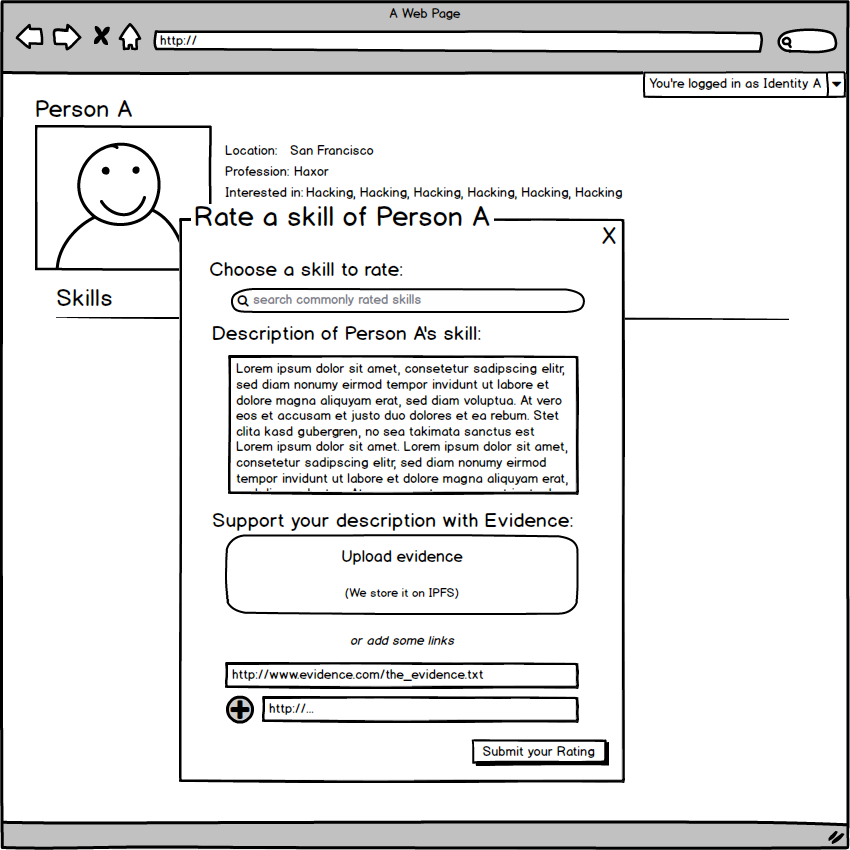 A Web Page
http://
You're logged in as Identity A
Person A
Location: San Francisco
Profession: Haxor
Interested in: Hacking, Hacking, Hacking, Hacking, Hacking, Hacking
Rate a skill of Person A
X
Choose a skill to rate:
Skills
search commonly rated skills
Description of Person A's skill:
Lorem ipsum dolor sit amet, consetetur sadipscing elitr,
sed diam nonumy eirmod tempor invidunt ut labore et
dolore magna aliquyam erat, sed diam voluptua. At vero
eos et accusam et justo duo dolores et ea rebum. Stet
clita kasd gubergren, no sea takimata sanctus est
Lorem ipsum dolor sit amet. Lorem ipsum dolor sit amet,
consetetur sadipscing elitr, sed diam nonumy eirmod
tempor invidunt ut labore et dolore magna aliquyam erat,
Support your description with Evidence:
Upload evidence
(We store it on IPFS)
or add some links
http://www.evidence.com/the_evidence.txt
http://...
Submit your Rating